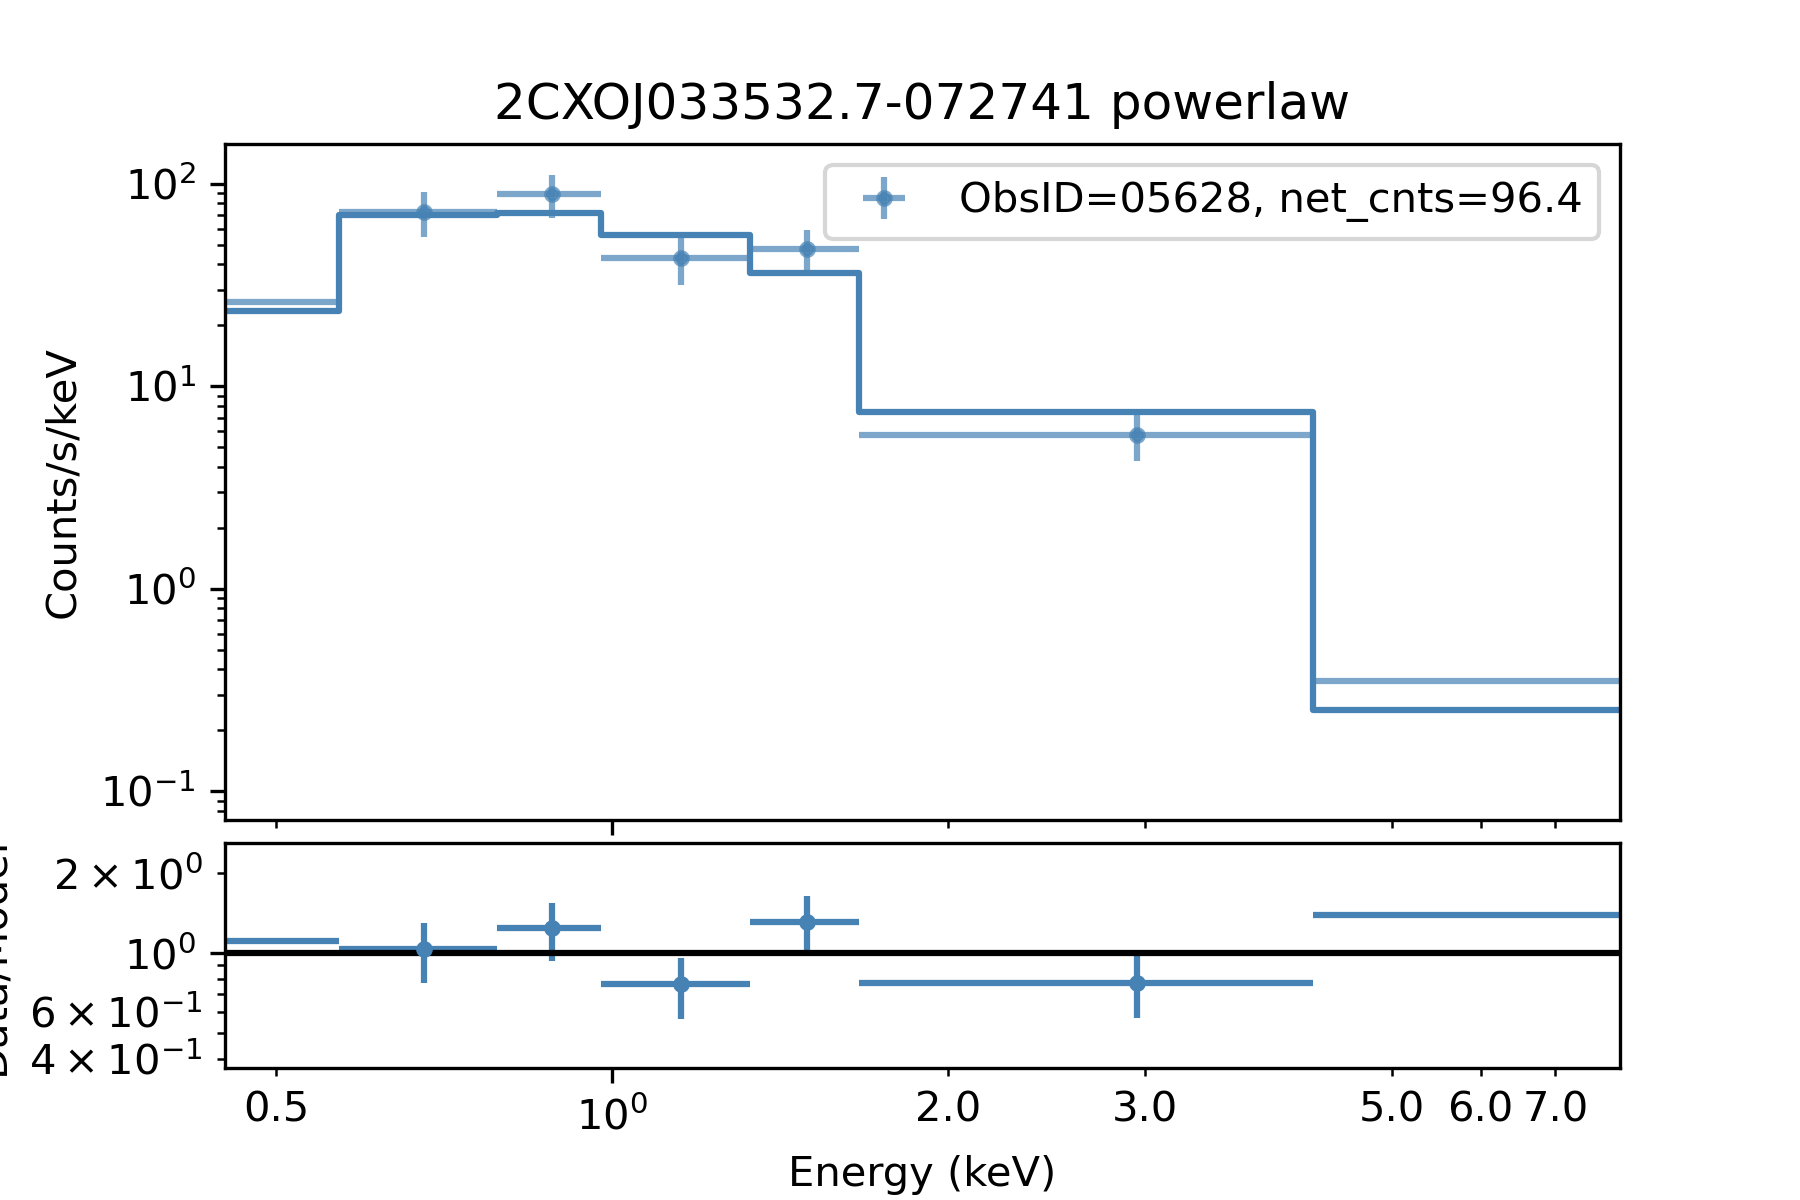 2CXOJ033532.7-072741 powerlaw
ObsID=05628, net_cnts=96.4
Counts/s/keV
10²
10¹
10⁰
10⁻¹
2 × 10⁰
10⁰
6 × 10⁻¹
4 × 10⁻¹
0.5
10⁰
2.0
3.0
5.0
6.0
7.0
Energy (keV)